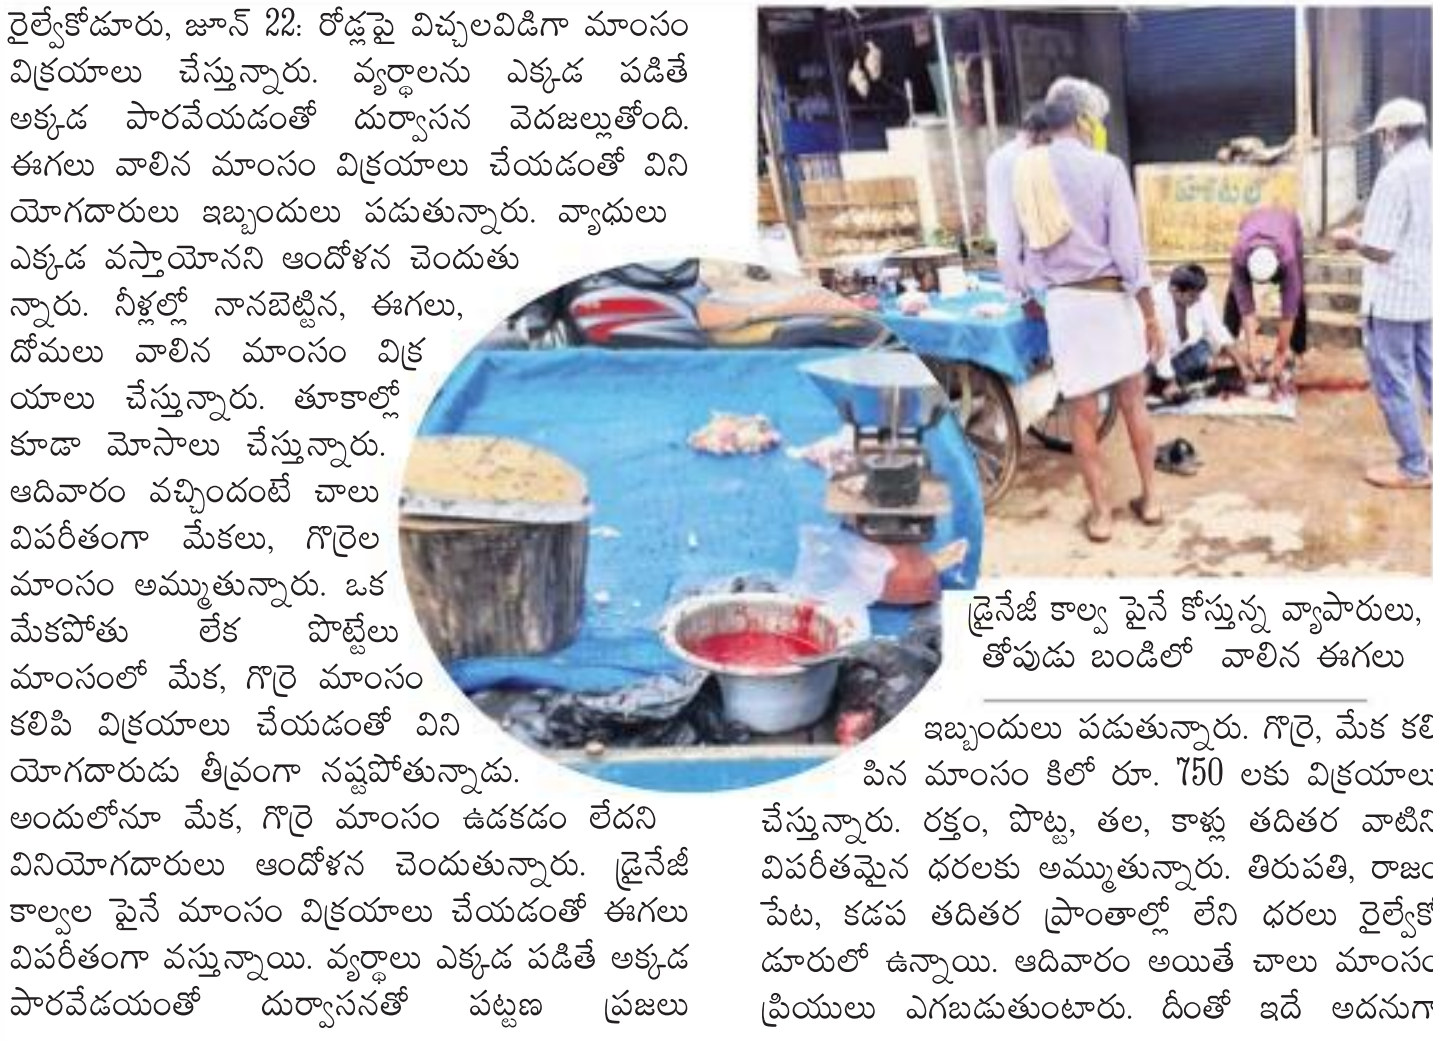 రైల్వేకోడూరు, జూన్ 22: రోడ్లపై విచ్చలవిడిగా మాంసం
విక్రయాలు చేస్తున్నారు. వ్యర్థాలను ఎక్కడ పడితే
అక్కడ పారవేయడంతో దుర్వాసన వెదజల్లుతోంది.
ఈగలు వాలిన మాంసం విక్రయాలు చేయడంతో విని
యోగదారులు ఇబ్బందులు పడుతున్నారు. వ్యాధులు
ఎక్కడ వస్తాయోనని ఆందోళన చెందుతు
న్నారు. నీళ్లల్లో నానబెట్టిన, ఈగలు,
దోమలు వాలిన మాంసం విక్ర
యాలు చేస్తున్నారు. తూకాల్లో
కూడా మోసాలు చేస్తున్నారు.
ఆదివారం వచ్చిందంటే చాలు
విపరీతంగా మేకలు, గొర్రెల
మాంసం అమ్ముతున్నారు. ఒక
మేకపోతు లేక పొట్టేలు
మాంసంలో మేక, గొర్రె మాంసం
కలిపి విక్రయాలు చేయడంతో విని
యోగదారుడు తీవ్రంగా నష్టపోతున్నాడు.
అందులోనూ మేక, గొర్రె మాంసం ఉడకడం లేదని
వినియోగదారులు ఆందోళన చెందుతున్నారు. డ్రైనేజీ
కాల్వల పైనే మాంసం విక్రయాలు చేయడంతో ఈగలు
విపరీతంగా వస్తున్నాయి. వ్యర్థాలు ఎక్కడ పడితే అక్కడ
పారవేడయంతో దుర్వాసనతో పట్టణ ప్రజలు
హోటల్
డ్రైనేజీ కాల్వ పైనే కోస్తున్న వ్యాపారులు,
తోపుడు బండిలో వాలిన ఈగలు
ఇబ్బందులు పడుతున్నారు. గొర్రె, మేక కలి
పిన మాంసం కిలో రూ. 750 లకు విక్రయాలు
చేస్తున్నారు. రక్తం, పొట్ట, తల, కాళ్లు తదితర వాటిని
విపరీతమైన ధరలకు అమ్ముతున్నారు. తిరుపతి, రాజం
పేట, కడప తదితర ప్రాంతాల్లో లేని ధరలు రైల్వేకో
డూరులో ఉన్నాయి. ఆదివారం అయితే చాలు మాంసం
ప్రియులు ఎగబడుతుంటారు. దీంతో ఇదే అదనుగా